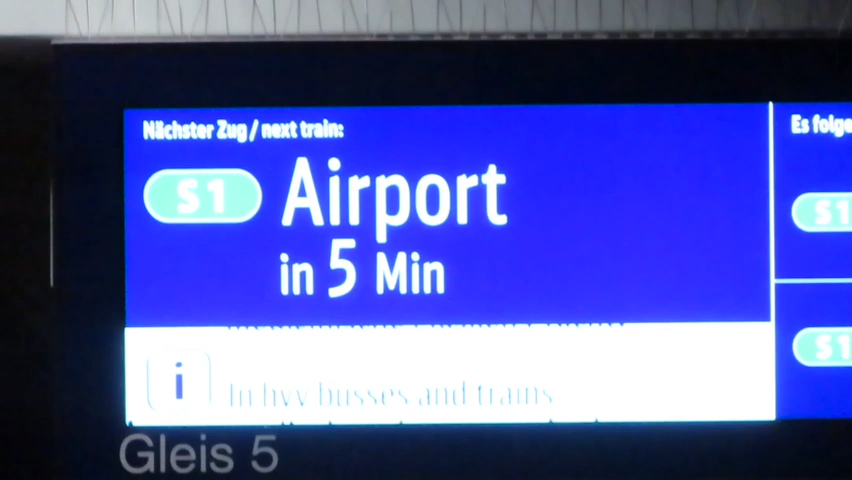 Nächster Zug / next train:
S1 Airport
in 5 Min
i In hvv busses and trains
Gleis 5
Es folge
S1
S1